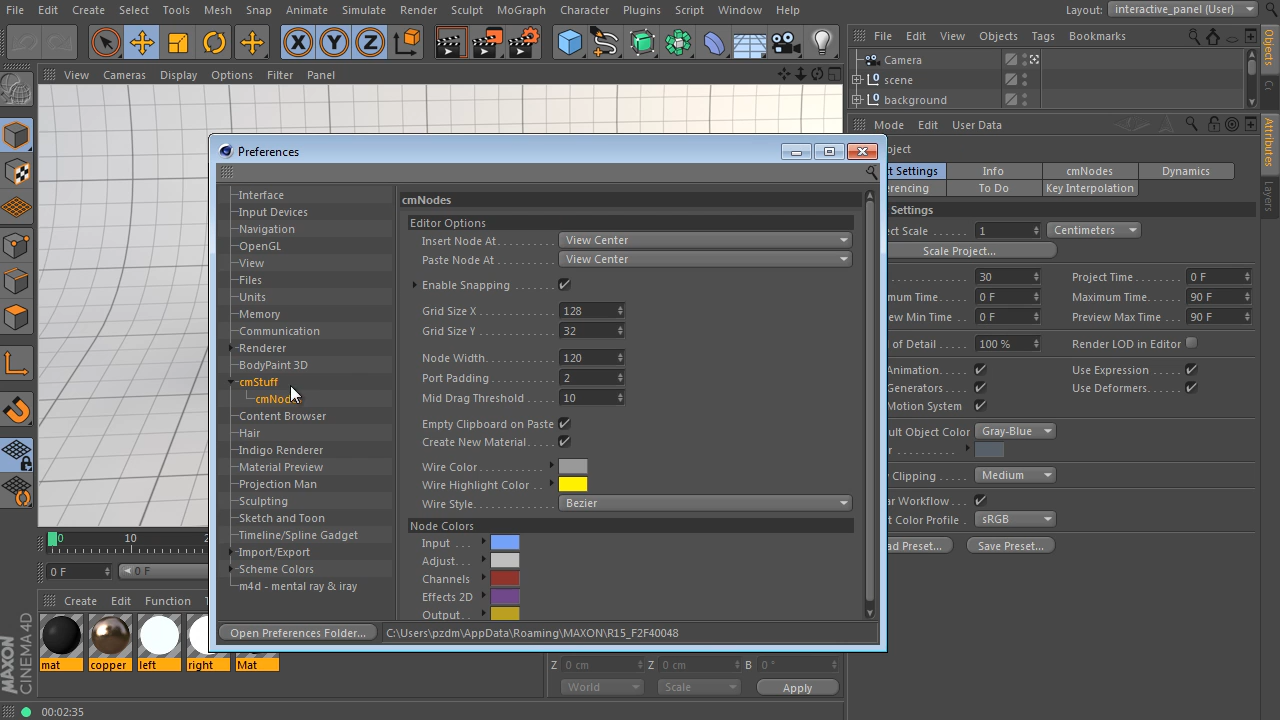 File Edit Create Select Tools Mesh Snap Animate Simulate Render Sculpt MoGraph Character Plugins Script Window Help Layout: interactive_panel (User)
File Edit View Objects Tags Bookmarks
View Cameras Display Options Filter Panel
Camera
scene
background
Mode Edit User Data
Preferences
Info cmNodes Dynamics
To Do Key Interpolation
Settings
1 Centimeters
Scale Project...
30 Project Time 0 F
0 F Maximum Time 90 F
0 F Preview Max Time 90 F
100 % Render LOD in Editor
Use Expression
Use Deformers
Motion System
Gray-Blue
Clipping Medium
sRGB
Save Preset...
Interface
Input Devices
Navigation
OpenGL
View
Files
Units
Memory
Communication
Renderer
BodyPaint 3D
cmStuff
Content Browser
Hair
Indigo Renderer
Material Preview
Projection Man
Sculpting
Sketch and Toon
Timeline/Spline Gadget
Import/Export
Scheme Colors
m4d - mental ray & iray
cmNodes
Editor Options
Insert Node At View Center
Paste Node At View Center
Enable Snapping
Grid Size X 128
Grid Size Y 32
Node Width 120
Port Padding 2
Mid Drag Threshold 10
Empty Clipboard on Paste
Create New Material
Wire Color
Wire Highlight Color
Wire Style Bezier
Node Colors
Input
Adjust
Channels
Effects 2D
Output
Open Preferences Folder... C:\Users\pzdm\AppData\Roaming\MAXON\R15_F2F40048
0 10
0 F 0 F
Create Edit Function
mat copper left right Mat
Z 0 cm Z 0 cm B 0 °
World Scale Apply
MAXON
CINEMA 4D
00:02:35
Objects
Attributes
Layers